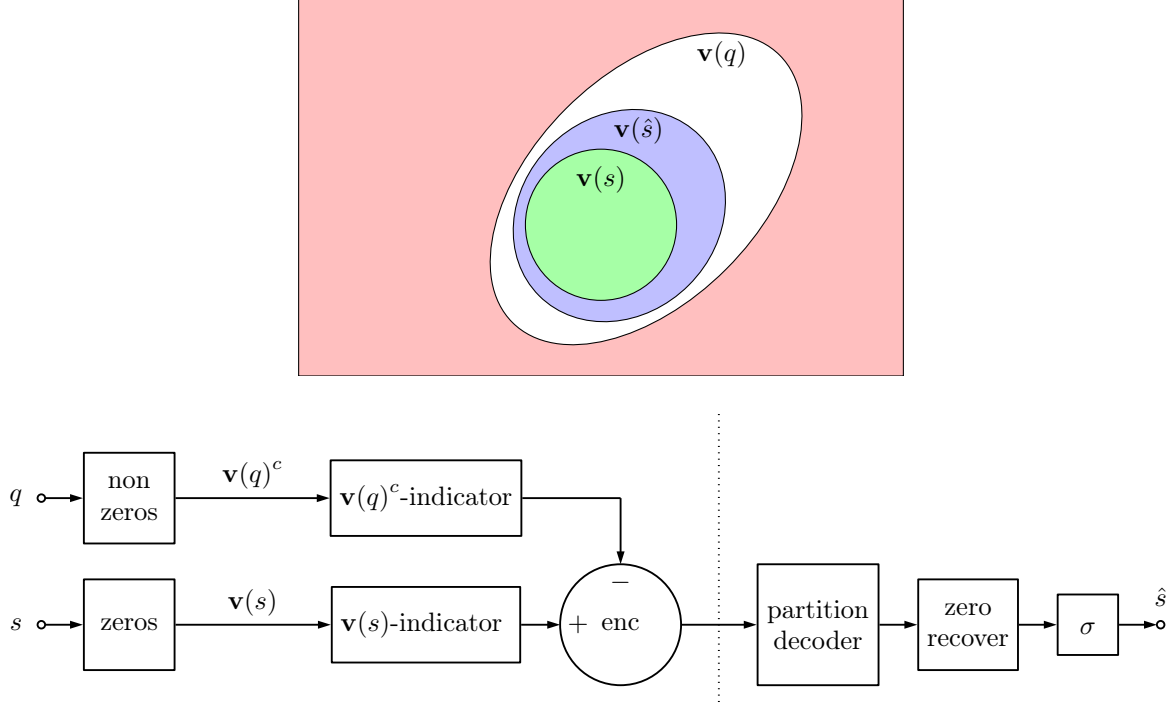 𝐯(q)
𝐯(ŝ)
𝐯(s)
q
non
zeros
𝐯(q)ᶜ
𝐯(q)ᶜ-indicator
s
zeros
𝐯(s)
𝐯(s)-indicator
−
+ enc
partition
decoder
zero
recover
σ
ŝ